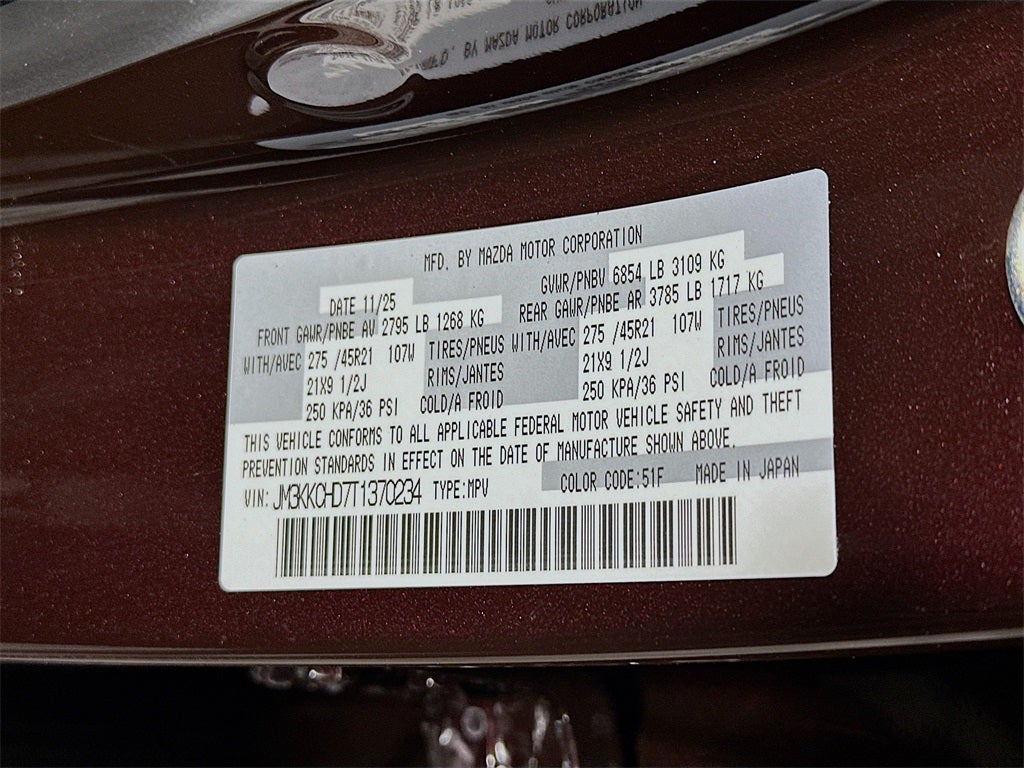 MFD. BY MAZDA MOTOR CORPORATION
DATE 11/25 GVWR/PNBV 6854 LB 3109 KG
FRONT GAWR/PNBE AV 2795 LB 1268 KG REAR GAWR/PNBE AR 3785 LB 1717 KG
WITH/AVEC 275 /45R21 107W TIRES/PNEUS WITH/AVEC 275 /45R21 107W TIRES/PNEUS
21X9 1/2J RIMS/JANTES 21X9 1/2J RIMS/JANTES
250 KPA/36 PSI COLD/A FROID 250 KPA/36 PSI COLD/A FROID
THIS VEHICLE CONFORMS TO ALL APPLICABLE FEDERAL MOTOR VEHICLE SAFETY AND THEFT
PREVENTION STANDARDS IN EFFECT ON THE DATE OF MANUFACTURE SHOWN ABOVE.
VIN: JM3KKCHD7T1370234 TYPE:MPV COLOR CODE:51F MADE IN JAPAN